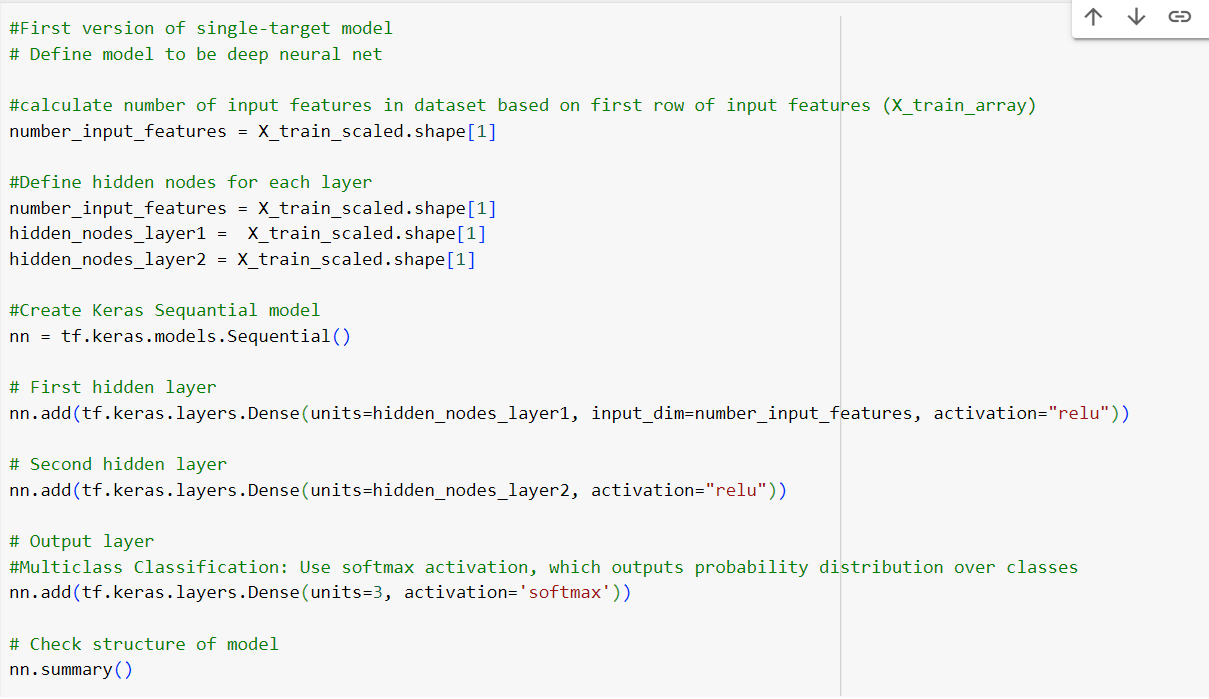 #First version of single-target model
# Define model to be deep neural net
#calculate number of input features in dataset based on first row of input features (X_train_array)
number_input_features = X_train_scaled.shape[1]
#Define hidden nodes for each layer
number_input_features = X_train_scaled.shape[1]
hidden_nodes_layer1 =  X_train_scaled.shape[1]
hidden_nodes_layer2 = X_train_scaled.shape[1]
#Create Keras Sequantial model
nn = tf.keras.models.Sequential()
# First hidden layer
nn.add(tf.keras.layers.Dense(units=hidden_nodes_layer1, input_dim=number_input_features, activation="relu"))
# Second hidden layer
nn.add(tf.keras.layers.Dense(units=hidden_nodes_layer2, activation="relu"))
# Output layer
#Multiclass Classification: Use softmax activation, which outputs probability distribution over classes
nn.add(tf.keras.layers.Dense(units=3, activation='softmax'))
# Check structure of model
nn.summary()